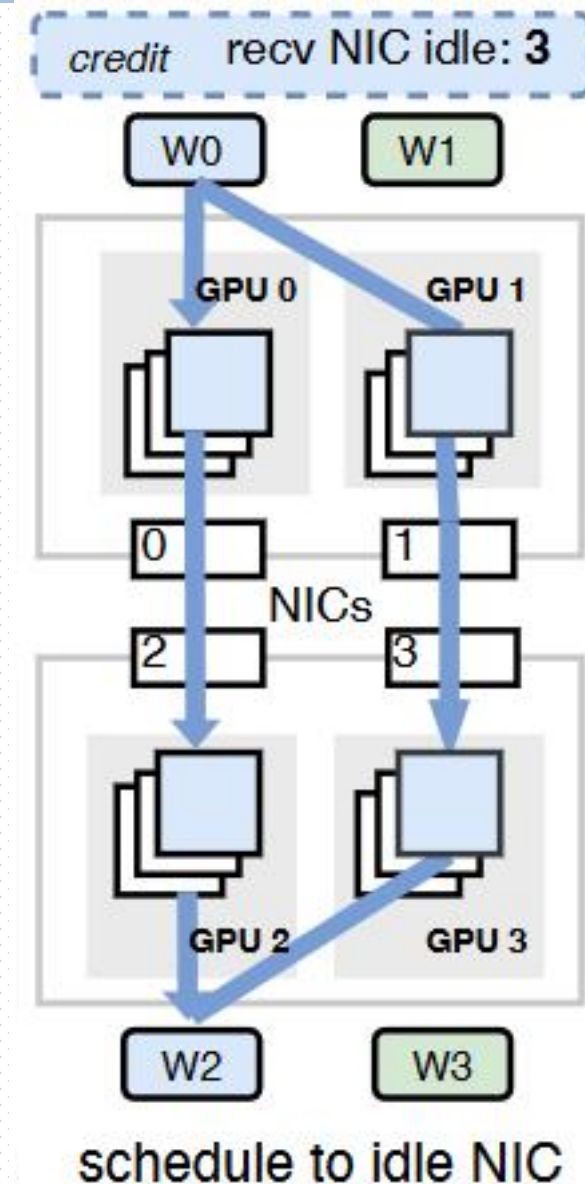 credit recv NIC idle: 3
W0 W1
GPU 0 GPU 1
0 1
NICs
2 3
GPU 2 GPU 3
W2 W3
schedule to idle NIC